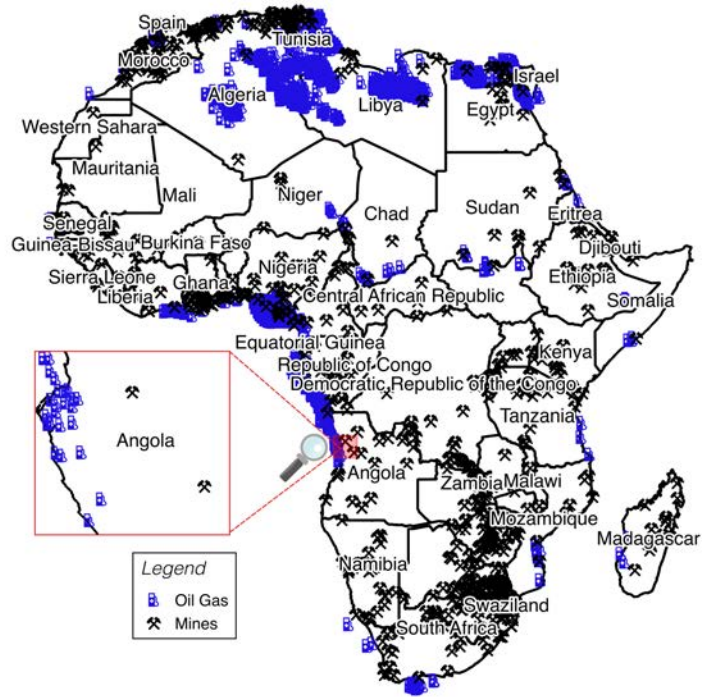 Spain
Tunisia
Morocco
Israel
Algeria
Libya
Egypt
Western Sahara
Mauritania
Mali
Niger
Chad
Sudan
Eritrea
Senegal
Guinea-Bissau
Burkina Faso
Djibouti
Sierra Leone
Ghana
Nigeria
Ethiopia
Liberia
Central African Republic
Somalia
Equatorial Guinea
Republic of Congo
Kenya
Democratic Republic of the Congo
Tanzania
Angola
Angola
Zambia
Malawi
Mozambique
Madagascar
Namibia
Swaziland
South Africa
Legend
Oil Gas
Mines